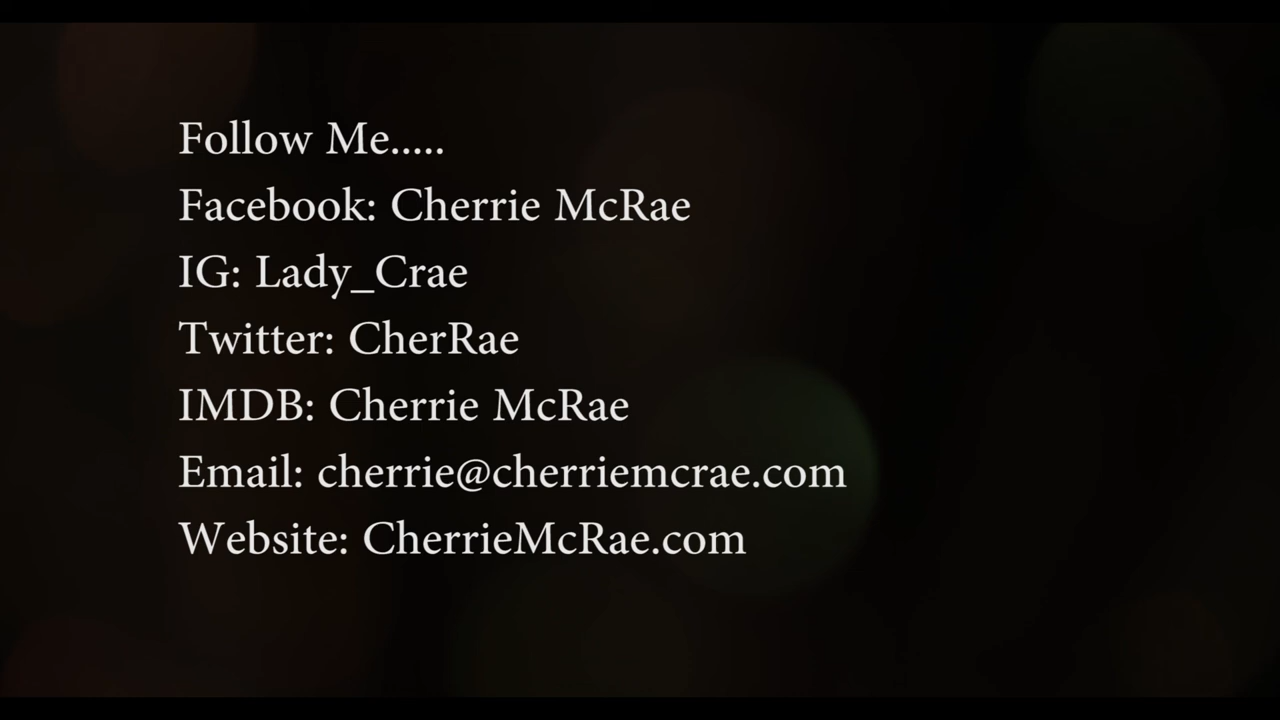 Follow Me.....
Facebook: Cherrie McRae
IG: Lady_Crae
Twitter: CherRae
IMDB: Cherrie McRae
Email: cherrie@cherriemcrae.com
Website: CherrieMcRae.com